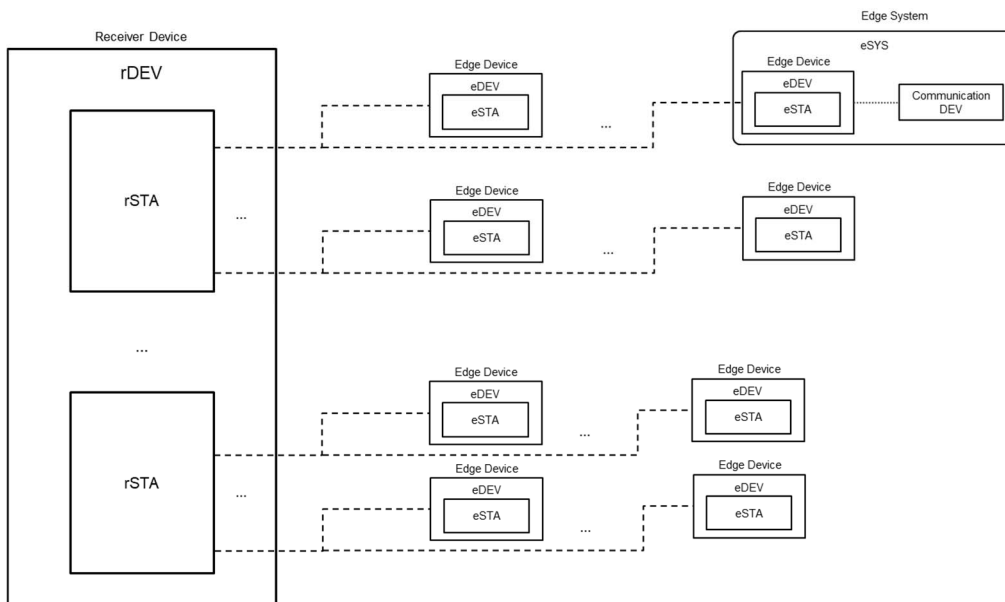 Edge System
Receiver Device
eSYS
rDEV
Edge Device
Edge Device
eDEV
eDEV
eSTA
eSTA
Communication
DEV
...
rSTA
...
Edge Device
Edge Device
eDEV
eDEV
eSTA
eSTA
...
...
Edge Device
Edge Device
eDEV
eDEV
eSTA
eSTA
...
rSTA
...
Edge Device
Edge Device
eDEV
eDEV
eSTA
eSTA
...